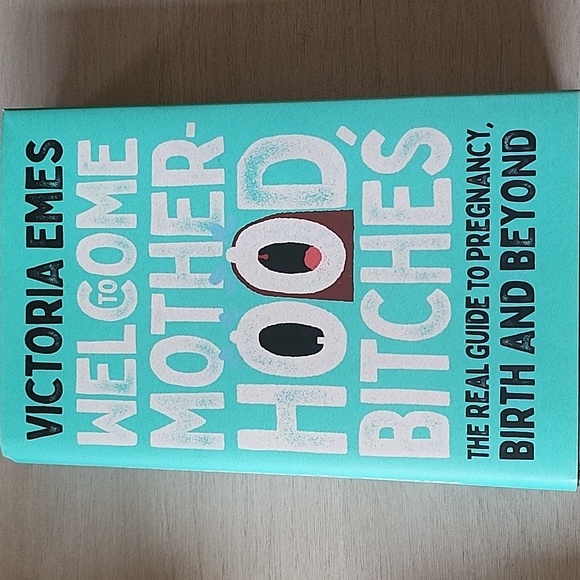 VICTORIA EMES
WELCOME
TO
MOTHER-
HOOD,
BITCHES
THE REAL GUIDE TO PREGNANCY,
BIRTH AND BEYOND